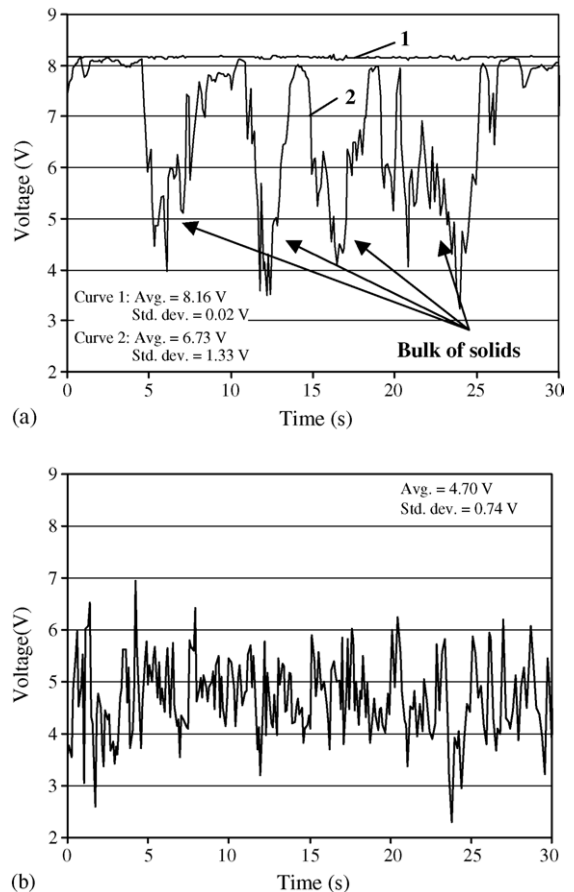 9
8
7
6
5
4
3
2
Voltage (V)
1
2
Curve 1: Avg. = 8.16 V
Std. dev. = 0.02 V
Curve 2: Avg. = 6.73 V
Std. dev. = 1.33 V
Bulk of solids
0 5 10 15 20 25 30
Time (s)
(a)
9
8
7
6
5
4
3
2
Voltage(V)
Avg. = 4.70 V
Std. dev. = 0.74 V
0 5 10 15 20 25 30
Time (s)
(b)